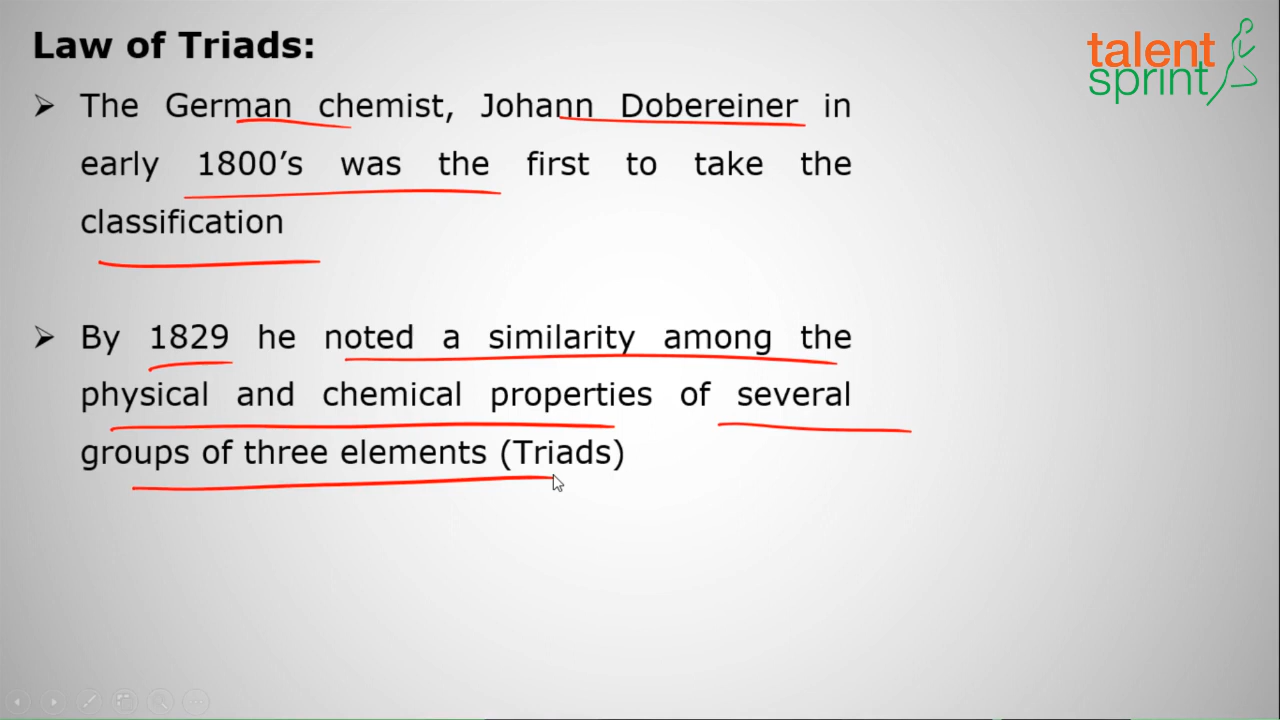 Law of Triads:
talent
sprint
➢ The German chemist, Johann Dobereiner in
early 1800’s was the first to take the
classification
➢ By 1829 he noted a similarity among the
physical and chemical properties of several
groups of three elements (Triads)